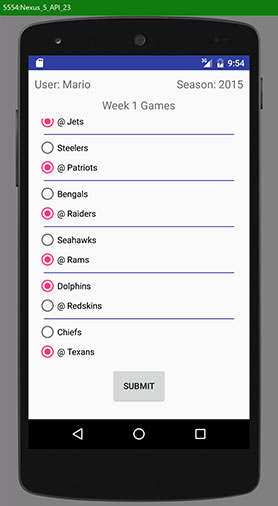 5554:Nexus_5_API_23
3G 9:54
User: Mario Season: 2015
Week 1 Games
@ Jets
Steelers
@ Patriots
Bengals
@ Raiders
Seahawks
@ Rams
Dolphins
@ Redskins
Chiefs
@ Texans
SUBMIT